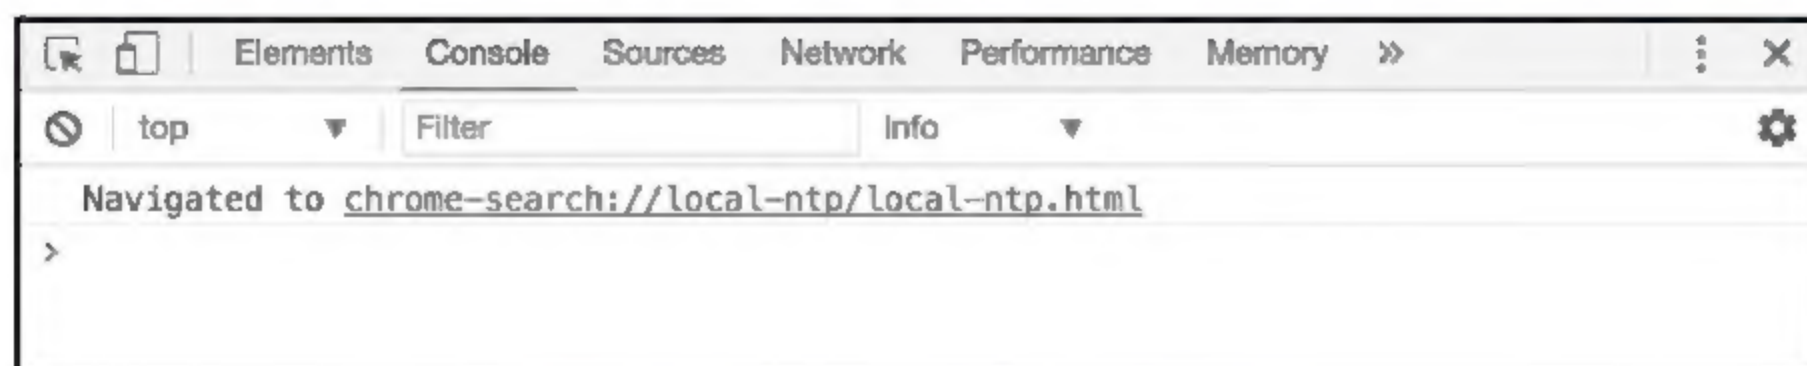 Elements Console Sources Network Performance Memory »
top Filter Info
Navigated to chrome-search://local-ntp/local-ntp.html
>